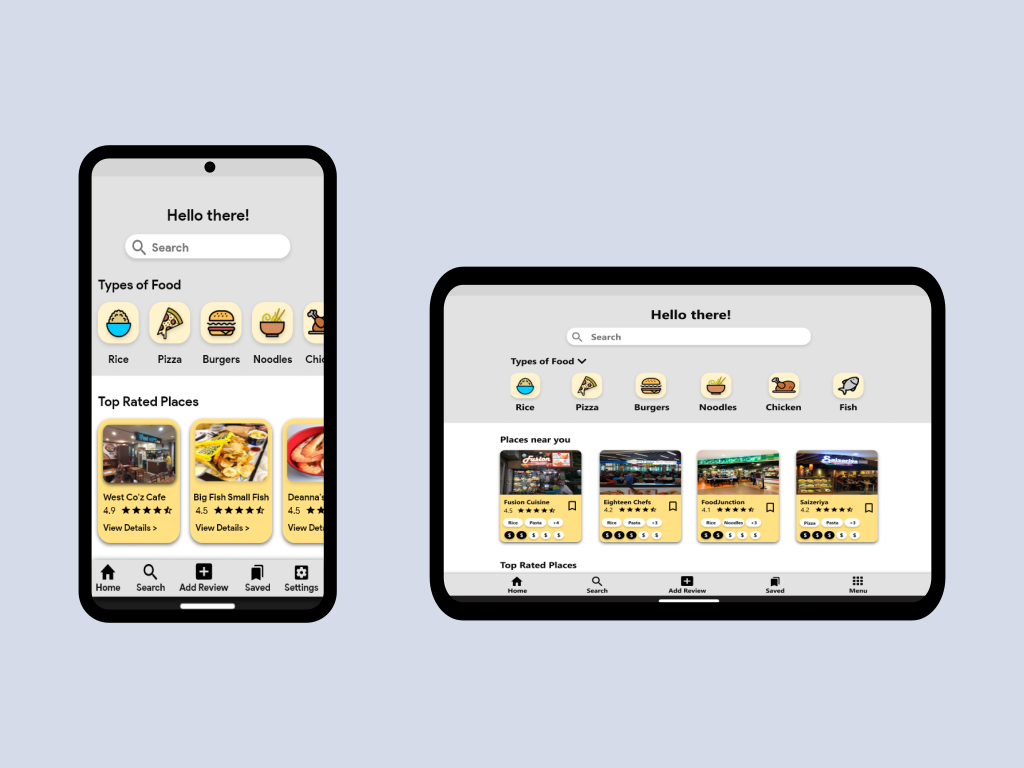 Hello there!
Search
Types of Food
Rice Pizza Burgers Noodles
Top Rated Places
West Co'z Cafe Big Fish Small Fish Deanna's
4.9 4.5 4.5
View Details > View Details > View
Home Search Add Review Saved Settings
Hello there!
Search
Types of Food
Rice Pizza Burgers Noodles Chicken Fish
Places near you
Fusion
Saizeriya
Fusion Cuisine Eighteen Chefs FoodJunction Saizeriya
4.5 4.2 4.1 4.2
Rice Pasta +4 Rice Pasta +3 Rice Noodles +3 Pizza Pasta +3
$ $ $ $ $ $ $ $ $ $ $ $ $ $ $ $ $ $ $ $
Top Rated Places
Home Search Add Review Saved Menu